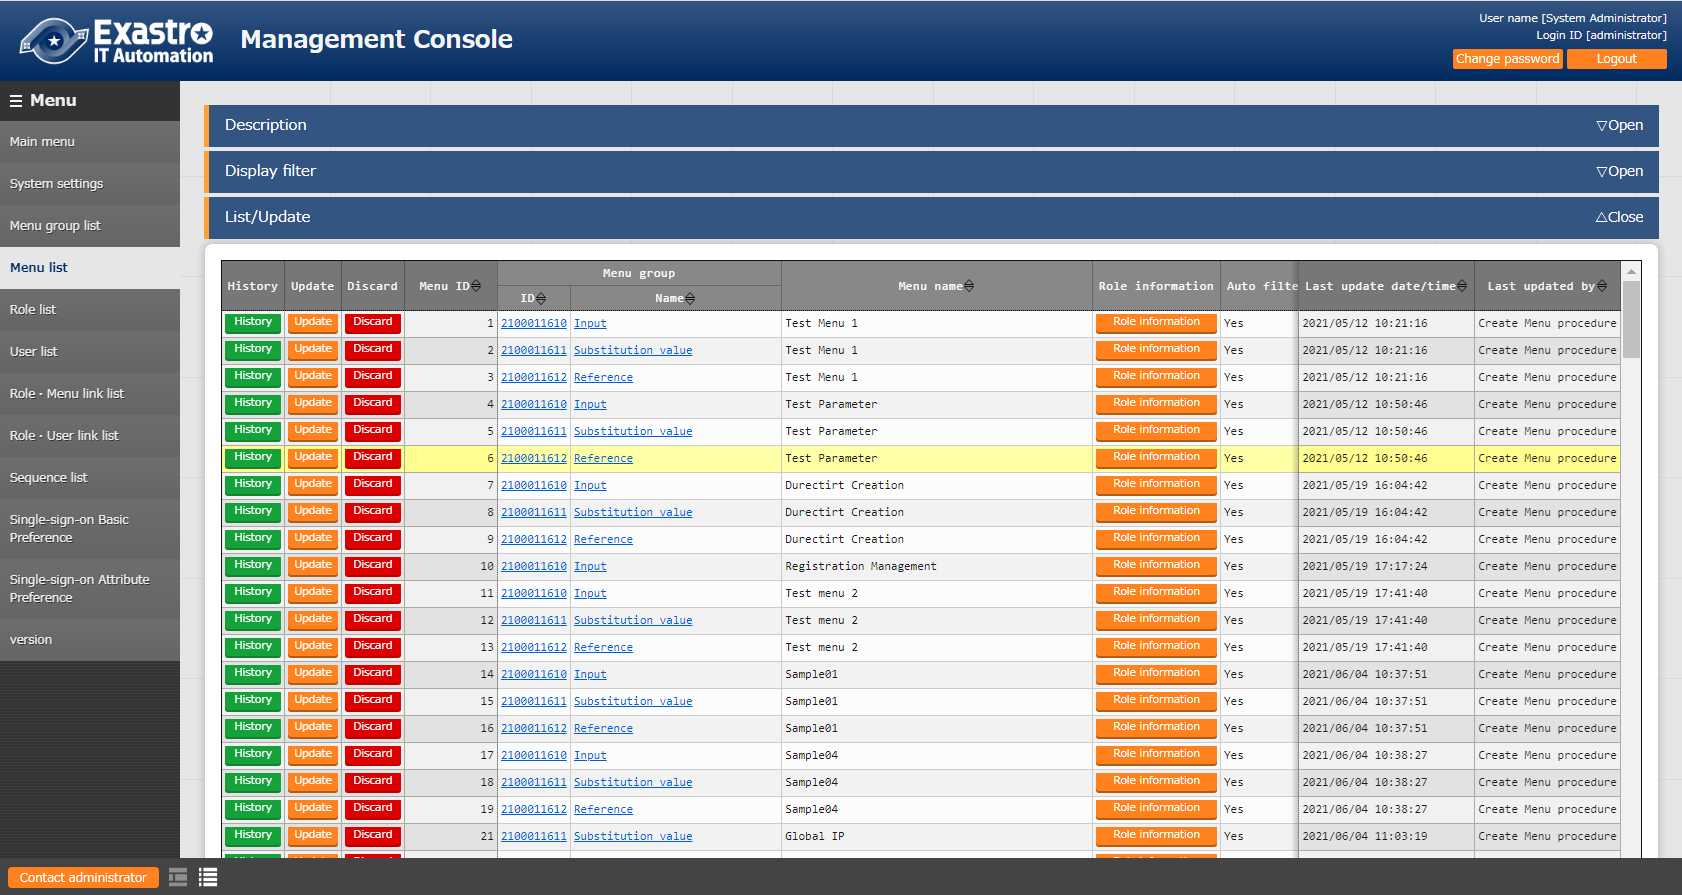 Exastro
IT Automation
Management Console
User name [System Administrator]
Login ID [administrator]
Change password Logout
☰ Menu
Main menu
System settings
Menu group list
Menu list
Role list
User list
Role・Menu link list
Role・User link list
Sequence list
Single-sign-on Basic
Preference
Single-sign-on Attribute
Preference
version
Description ▽Open
Display filter ▽Open
List/Update △Close
History Update Discard Menu ID Menu group Menu name Role information Auto filte Last update date/time Last updated by
ID Name
History Update Discard 1 2100011610 Input Test Menu 1 Role information Yes 2021/05/12 10:21:16 Create Menu procedure
History Update Discard 2 2100011611 Substitution value Test Menu 1 Role information Yes 2021/05/12 10:21:16 Create Menu procedure
History Update Discard 3 2100011612 Reference Test Menu 1 Role information Yes 2021/05/12 10:21:16 Create Menu procedure
History Update Discard 4 2100011610 Input Test Parameter Role information Yes 2021/05/12 10:50:46 Create Menu procedure
History Update Discard 5 2100011611 Substitution value Test Parameter Role information Yes 2021/05/12 10:50:46 Create Menu procedure
History Update Discard 6 2100011612 Reference Test Parameter Role information Yes 2021/05/12 10:50:46 Create Menu procedure
History Update Discard 7 2100011610 Input Durectirt Creation Role information Yes 2021/05/19 16:04:42 Create Menu procedure
History Update Discard 8 2100011611 Substitution value Durectirt Creation Role information Yes 2021/05/19 16:04:42 Create Menu procedure
History Update Discard 9 2100011612 Reference Durectirt Creation Role information Yes 2021/05/19 16:04:42 Create Menu procedure
History Update Discard 10 2100011610 Input Registration Management Role information Yes 2021/05/19 17:17:24 Create Menu procedure
History Update Discard 11 2100011610 Input Test menu 2 Role information Yes 2021/05/19 17:41:40 Create Menu procedure
History Update Discard 12 2100011611 Substitution value Test menu 2 Role information Yes 2021/05/19 17:41:40 Create Menu procedure
History Update Discard 13 2100011612 Reference Test menu 2 Role information Yes 2021/05/19 17:41:40 Create Menu procedure
History Update Discard 14 2100011610 Input Sample01 Role information Yes 2021/06/04 10:37:51 Create Menu procedure
History Update Discard 15 2100011611 Substitution value Sample01 Role information Yes 2021/06/04 10:37:51 Create Menu procedure
History Update Discard 16 2100011612 Reference Sample01 Role information Yes 2021/06/04 10:37:51 Create Menu procedure
History Update Discard 17 2100011610 Input Sample04 Role information Yes 2021/06/04 10:38:27 Create Menu procedure
History Update Discard 18 2100011611 Substitution value Sample04 Role information Yes 2021/06/04 10:38:27 Create Menu procedure
History Update Discard 19 2100011612 Reference Sample04 Role information Yes 2021/06/04 10:38:27 Create Menu procedure
History Update Discard 21 2100011611 Substitution value Global IP Role information Yes 2021/06/04 11:03:19 Create Menu procedure
Contact administrator